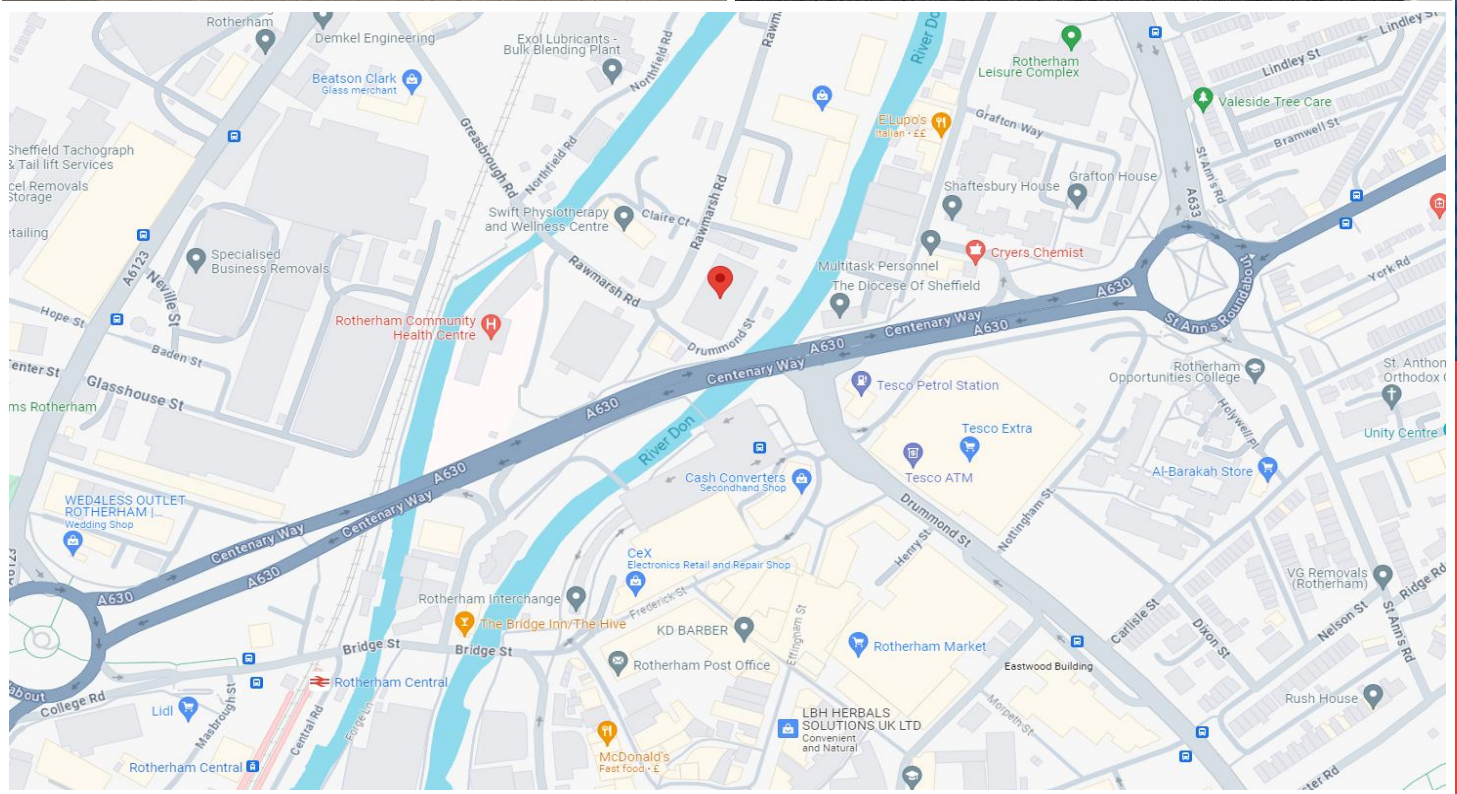 Rotherham
Demkel Engineering
Exol Lubricants -
Bulk Blending Plant
Northfield Rd
River Don
Rotherham
Leisure Complex
Lindley St
Lindley St
Beatson Clark
Glass merchant
Valeside Tree Care
E Lupo's
Italian • ££
Grafton Way
Bramwell St
Greasbrough Rd
Northfield Rd
St Ann's Rd
Sheffield Tachograph
& Tail lift Services
Grafton House
Shaftesbury House
A633
Rawmarsh Rd
Swift Physiotherapy
and Wellness Centre
Claire Ct
Specialised
Business Removals
Cryers Chemist
Multitask Personnel
The Diocese Of Sheffield
A6123
Neville St
Rawmarsh Rd
York Rd
A630
St Ann's Roundabout
Hope St
Rotherham Community
Health Centre
Drummond St
Centenary Way
A630
A630
Baden St
Centenary Way
Glasshouse St
Tesco Petrol Station
Rotherham
Opportunities College
A630
Holywell Pl
River Don
Tesco Extra
Unity Centre
A630
Cash Converters
Secondhand Shop
Tesco ATM
Al-Barakah Store
WED4LESS OUTLET
ROTHERHAM |...
Wedding Shop
Centenary Way
Centenary Way
Drummond St
Nottingham St
Henry St
CeX
Electronics Retail and Repair Shop
A630
A630
A6123
VG Removals
(Rotherham)
Ridge Rd
Rotherham Interchange
Frederick St
The Bridge Inn/The Hive
KD BARBER
Effingham St
Carlisle St
Dixon St
Nelson St
St Ann's Rd
Bridge St
Bridge St
Rotherham Post Office
Rotherham Market
Eastwood Building
Rotherham Central
College Rd
Lidl
Masbrough St
Central Rd
Forge Ln
Rush House
Morpeth St
LBH HERBALS
SOLUTIONS UK LTD
Convenient
and Natural
McDonald's
Fast food • £
Rotherham Central